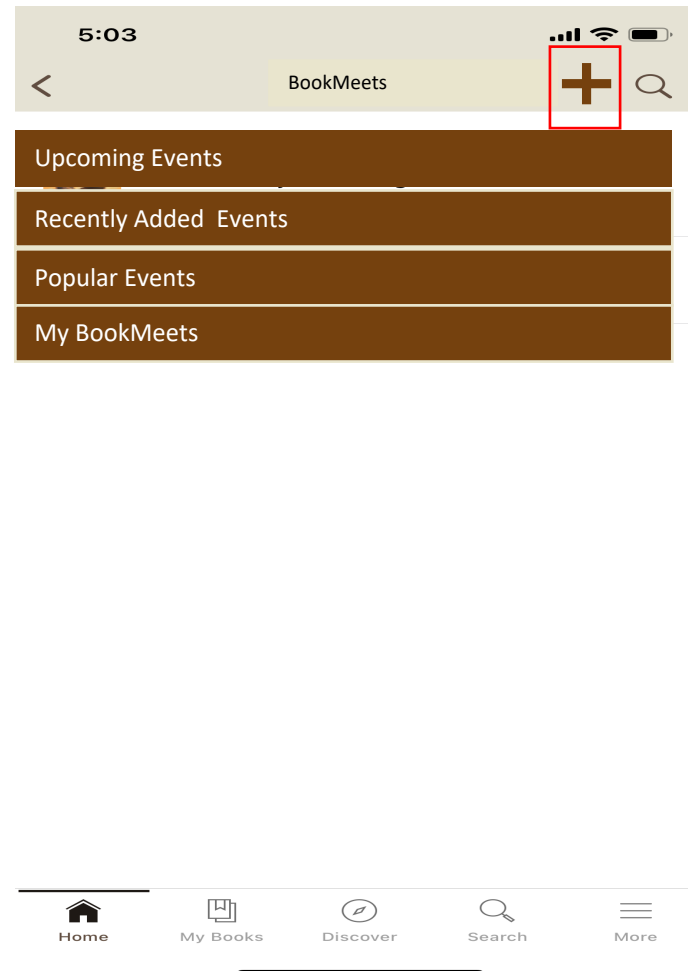 5:03
BookMeets
Upcoming Events
Recently Added  Events
Popular Events
My BookMeets
Home
My Books
Discover
Search
More